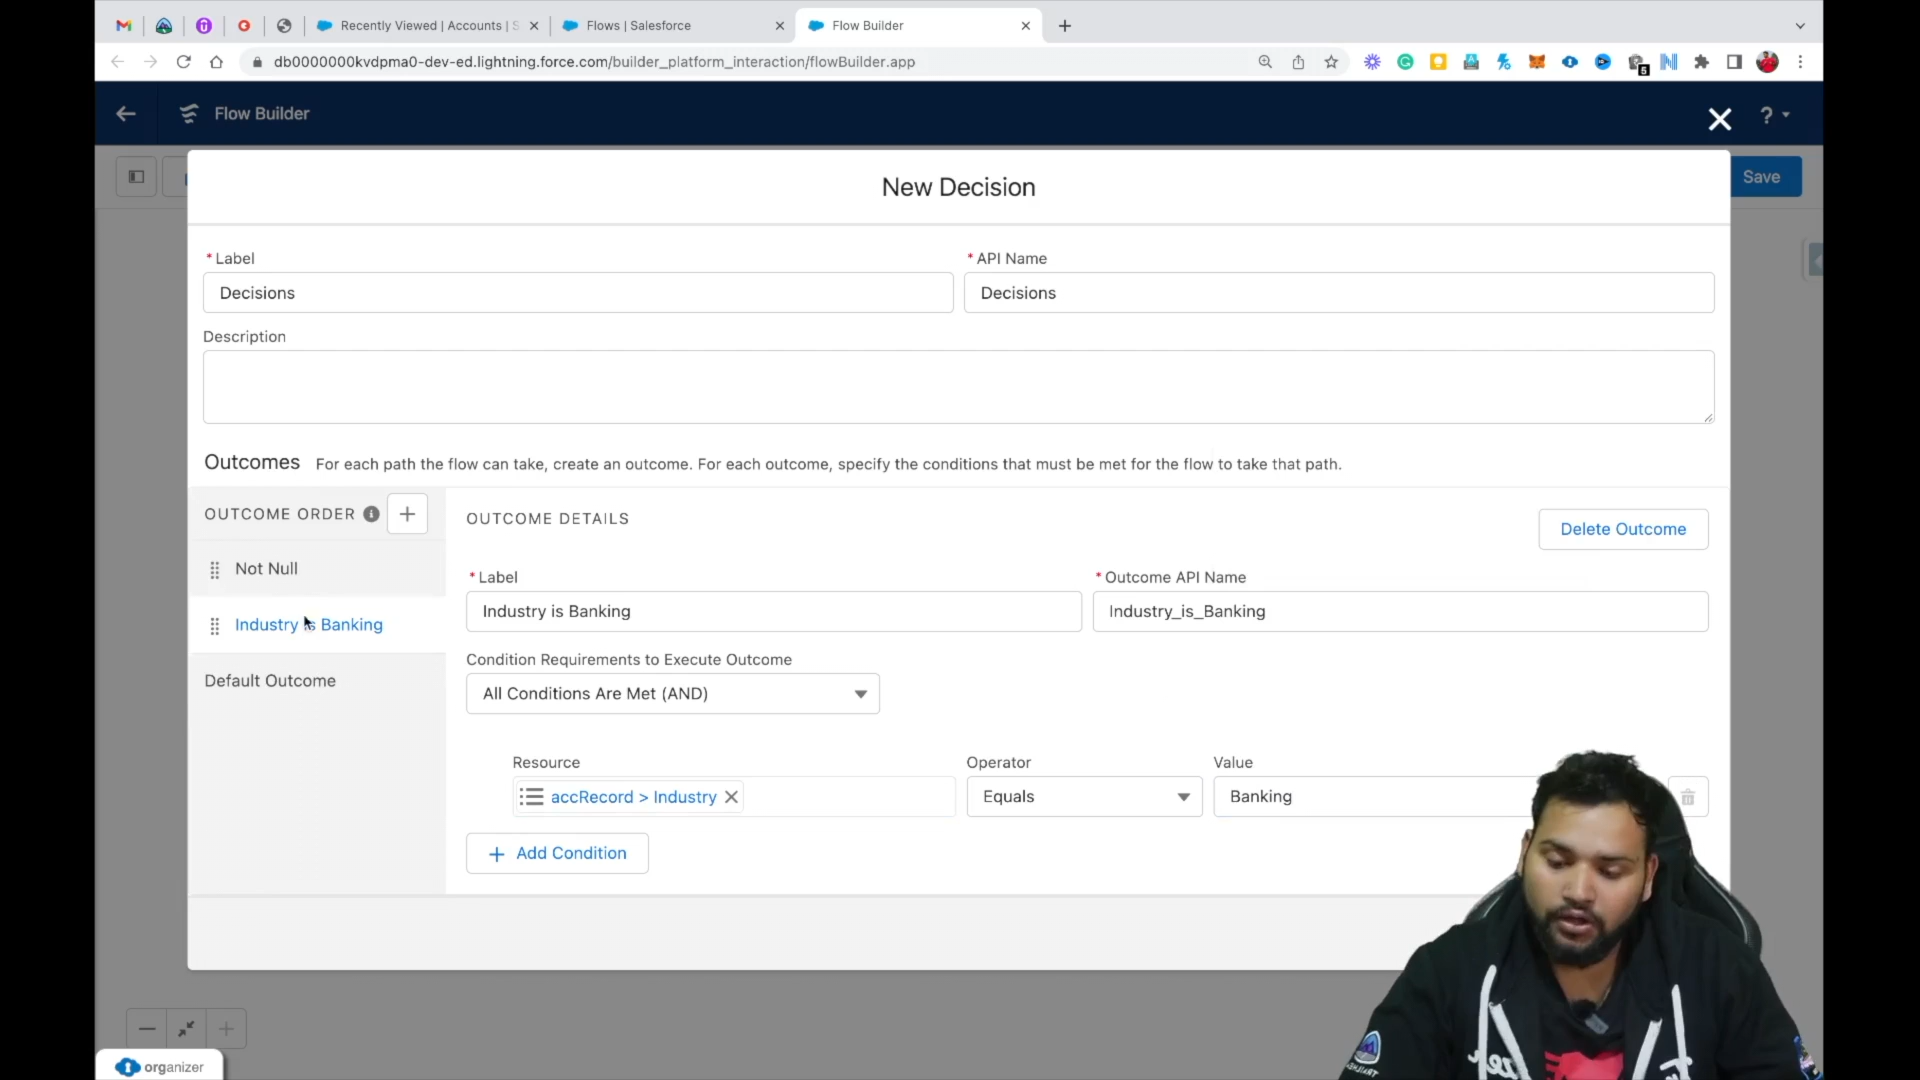 Recently Viewed | Accounts | S
Flows | Salesforce
Flow Builder
db0000000kvdpma0-dev-ed.lightning.force.com/builder_platform_interaction/flowBuilder.app
Flow Builder
?
Save
New Decision
* Label
* API Name
Decisions
Decisions
Description
Outcomes For each path the flow can take, create an outcome. For each outcome, specify the conditions that must be met for the flow to take that path.
OUTCOME ORDER
OUTCOME DETAILS
Delete Outcome
Not Null
* Label
* Outcome API Name
Industry is Banking
Industry is Banking
Industry_is_Banking
Condition Requirements to Execute Outcome
Default Outcome
All Conditions Are Met (AND)
Resource
Operator
Value
accRecord > Industry
Equals
Banking
Add Condition
organizer